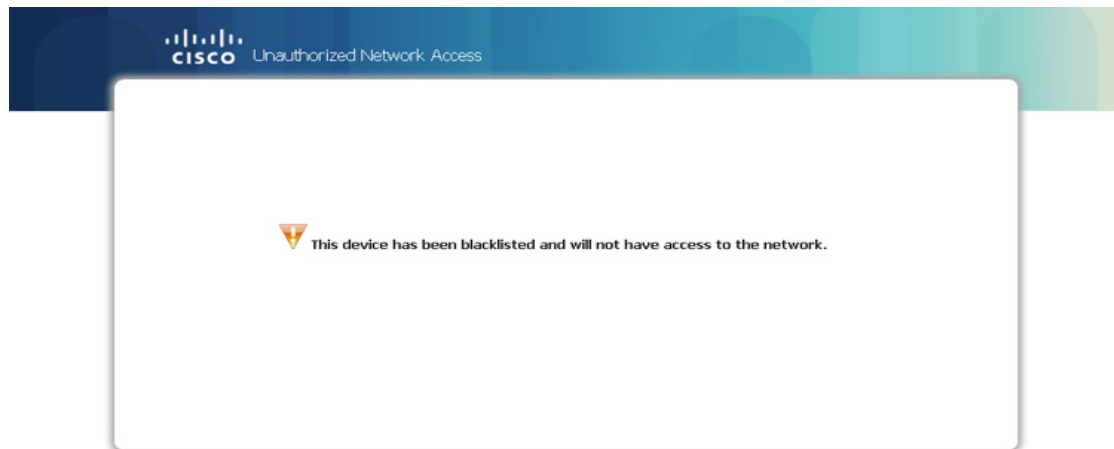 CISCO Unauthorized Network Access
This device has been blacklisted and will not have access to the network.